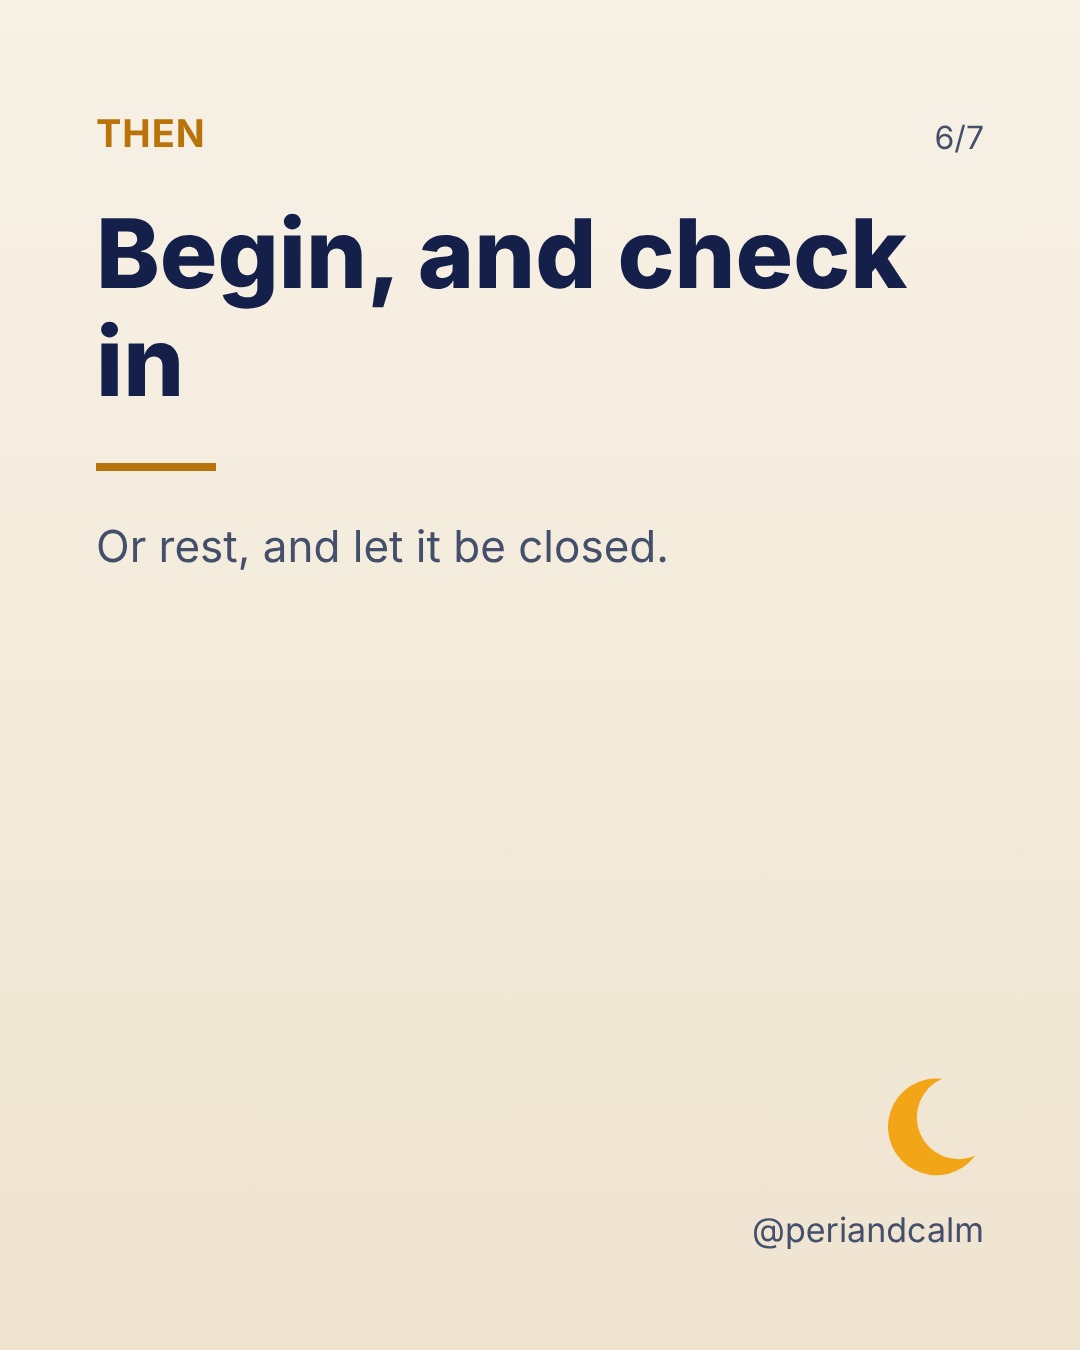 THEN
6/7
Begin, and check
in
Or rest, and let it be closed.
@periandcalm